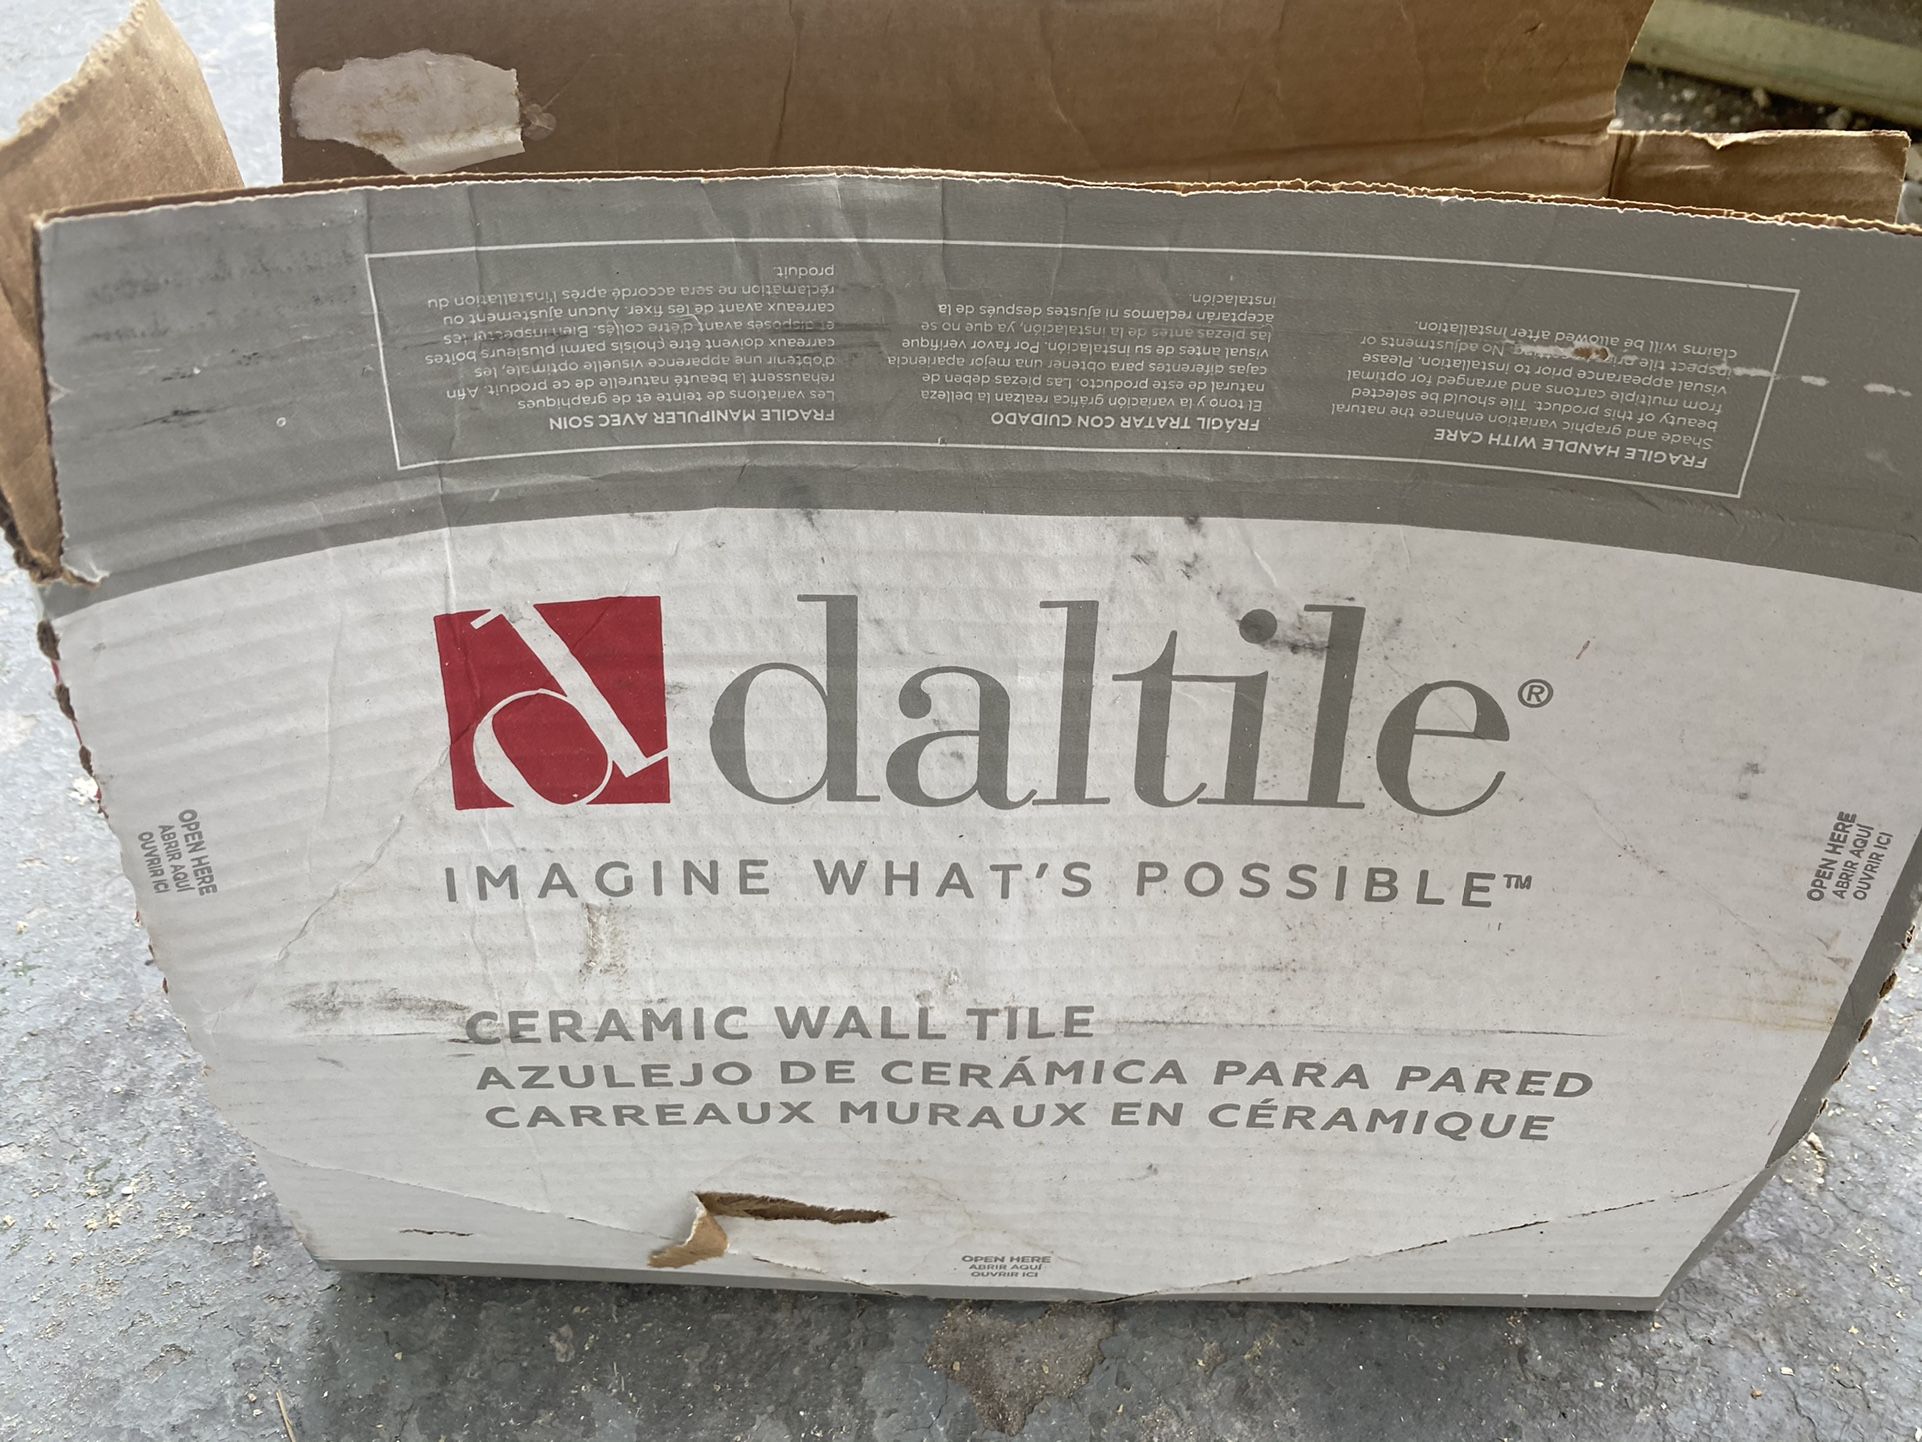 FRAGILE HANDLE WITH CARE
Shade and graphic variation enhance the natural
beauty of this product. Tile should be selected
from multiple cartons and arranged for optimal
visual appearance prior to installation. Please
inspect tile prior to setting. No adjustments or
claims will be allowed after installation.
FRÁGIL TRATAR CON CUIDADO
El tono y la variación gráfica realzan la belleza
natural de este producto. Las piezas deben de
cajas diferentes para obtener una mejor apariencia
visual antes de su instalación. Por favor verifique
las piezas antes de la instalación, ya que no se
aceptarán reclamos ni ajustes después de la
instalación.
FRAGILE MANIPULER AVEC SOIN
Les variations de teinte et de graphiques
rehaussent la beauté naturelle de ce produit. Afin
d'obtenir une apparence visuelle optimale, les
carreaux doivent être choisis parmi plusieurs boîtes
et disposés avant d'être collés. Bien inspecter les
carreaux avant de les fixer. Aucun ajustement ou
réclamation ne sera accordé après l'installation du
produit.
d daltile®
IMAGINE WHAT'S POSSIBLE™
OPEN HERE
ABRIR AQUÍ
OUVRIR ICI
OPEN HERE
ABRIR AQUÍ
OUVRIR ICI
CERAMIC WALL TILE
AZULEJO DE CERÁMICA PARA PARED
CARREAUX MURAUX EN CÉRAMIQUE
OPEN HERE
ABRIR AQUÍ
OUVRIR ICI